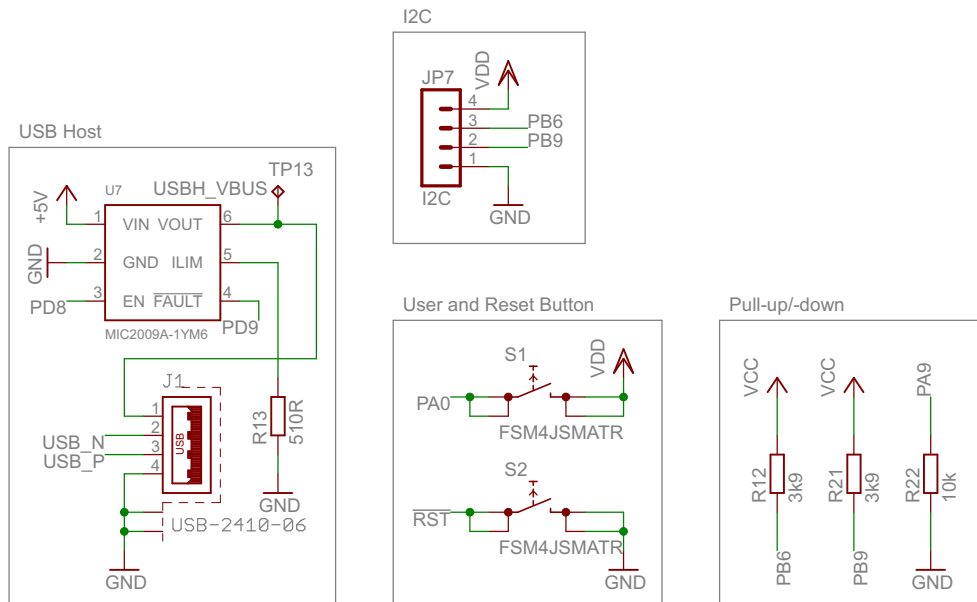 I2C
JP7
VDD
4
3
PB6
2
PB9
1
I2C
GND
USB Host
TP13
U7
USBH_VBUS
+5V
1
VIN
VOUT
6
GND
2
GND
ILIM
5
PD8
3
EN
FAULT
4
PD9
MIC2009A-1YM6
J1
1
USB_N
2
USB_P
3
4
USB
R13
510R
GND
USB-2410-06
GND
User and Reset Button
S1
VDD
PA0
FSM4JSMATR
S2
RST
FSM4JSMATR
GND
Pull-up/-down
VCC
VCC
PA9
R12
3k9
R21
3k9
R22
10k
PB6
PB9
GND